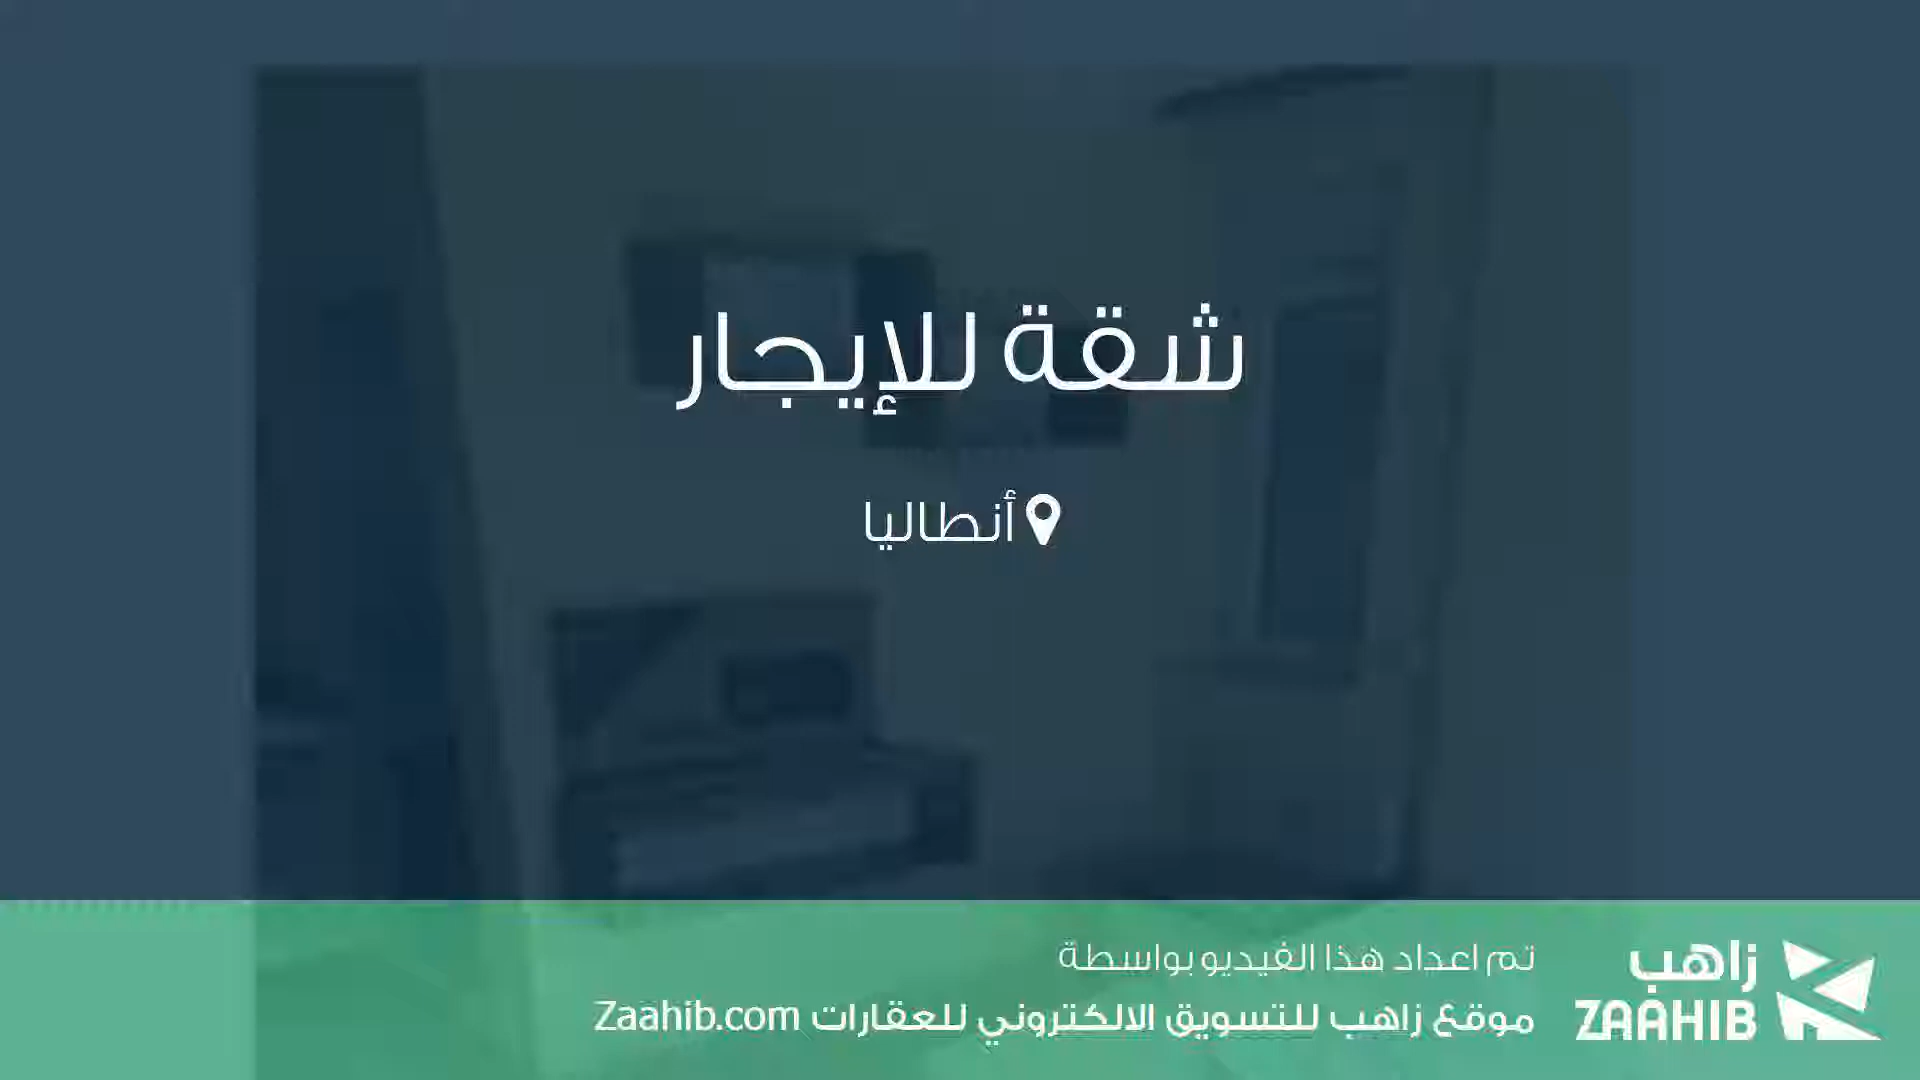 شقة للإيجار
أنطاليا
تم اعداد هذا الفيديو بواسطة
موقع زاهب للتسويق الالكتروني للعقارات Zaahib.com
زاهب
ZAAHIB